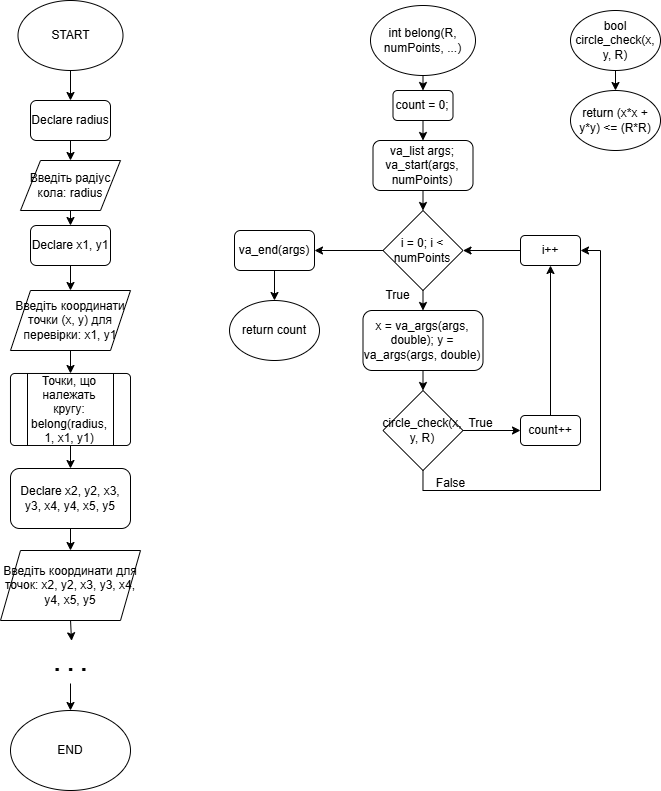 START
Declare radius
Введіть радіус
кола: radius
Declare x1, y1
Введіть координати
точки (x, y) для
перевірки: x1, y1
Точки, що
належать
кругу:
belong(radius,
1, x1, y1)
Declare x2, y2, x3,
y3, x4, y4, x5, y5
Введіть координати для
точок: x2, y2, x3, y3, x4,
y4, x5, y5
. . .
END
int belong(R,
numPoints, ...)
count = 0;
va_list args;
va_start(args,
numPoints)
i = 0; i <
numPoints
va_end(args)
return count
i++
True
x = va_args(args,
double); y =
va_args(args, double)
circle_check(x,
y, R)
True
count++
False
bool
circle_check(x,
y, R)
return (x*x +
y*y) <= (R*R)